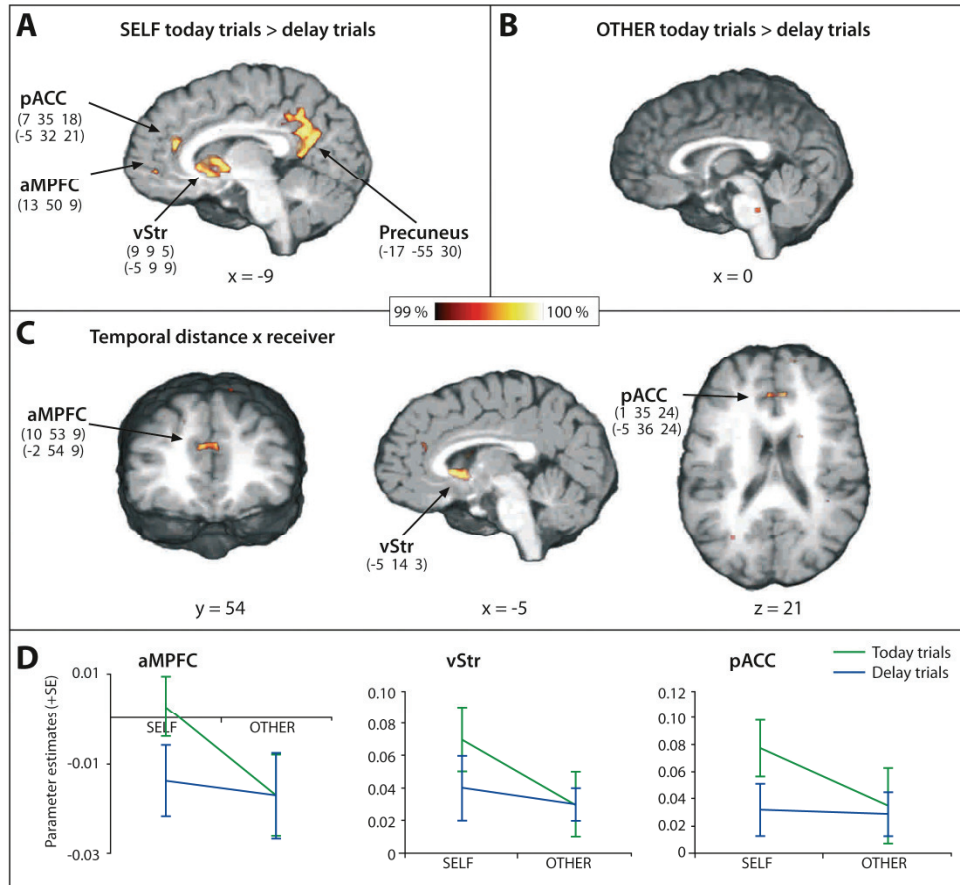 A
SELF today trials > delay trials
pACC
(7 35 18)
(-5 32 21)
aMPFC
(13 50 9)
vStr
(9 9 5)
(-5 9 9)
Precuneus
(-17 -55 30)
x = -9
B
OTHER today trials > delay trials
x = 0
99 % 100 %
C
Temporal distance x receiver
aMPFC
(10 53 9)
(-2 54 9)
y = 54
vStr
(-5 14 3)
x = -5
pACC
(1 35 24)
(-5 36 24)
z = 21
D
aMPFC
Parameter estimates (+SE)
0.01
-0.01
-0.03
SELF OTHER
vStr
0.10
0.08
0.06
0.04
0.02
0
SELF OTHER
pACC
0.12
0.10
0.08
0.06
0.04
0.02
0
SELF OTHER
Today trials
Delay trials